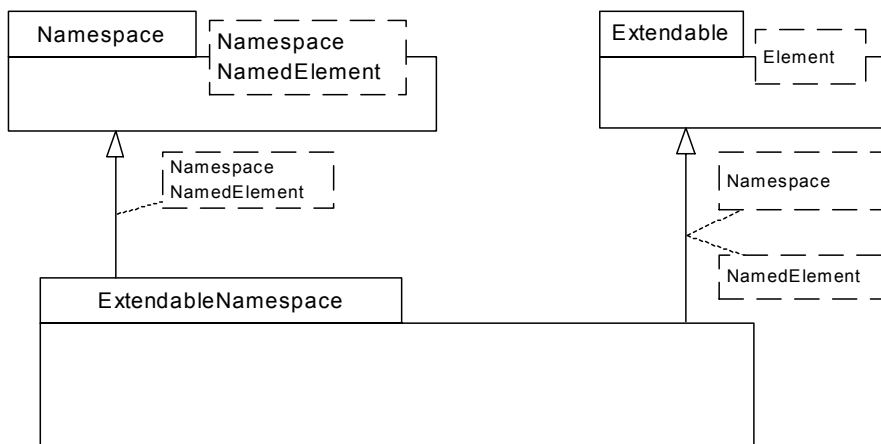 Namespace
Namespace
NamedElement
Extendable
Element
Namespace
NamedElement
Namespace
NamedElement
ExtendableNamespace